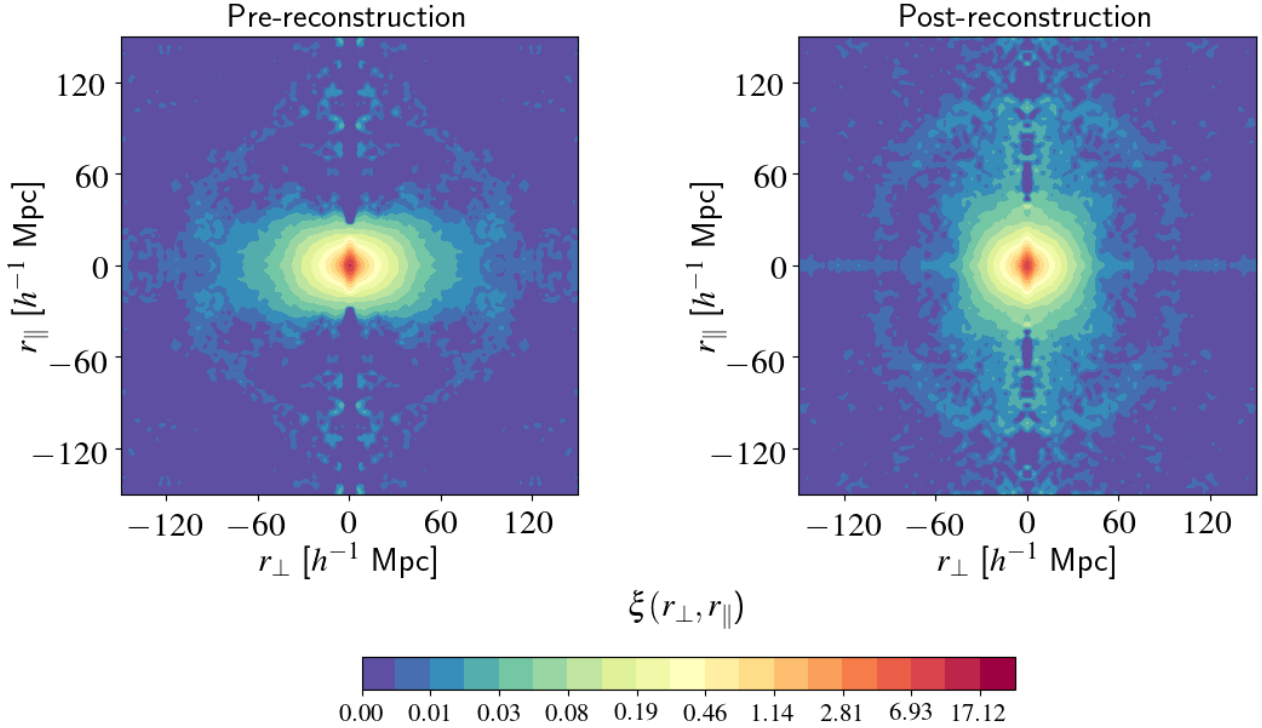 Pre-reconstruction
Post-reconstruction
120
60
0
−60
−120
r∥ [h⁻¹ Mpc]
−120 −60 0 60 120
r⊥ [h⁻¹ Mpc]
120
60
0
−60
−120
r∥ [h⁻¹ Mpc]
−120 −60 0 60 120
r⊥ [h⁻¹ Mpc]
ξ(r⊥, r∥)
0.00 0.01 0.03 0.08 0.19 0.46 1.14 2.81 6.93 17.12